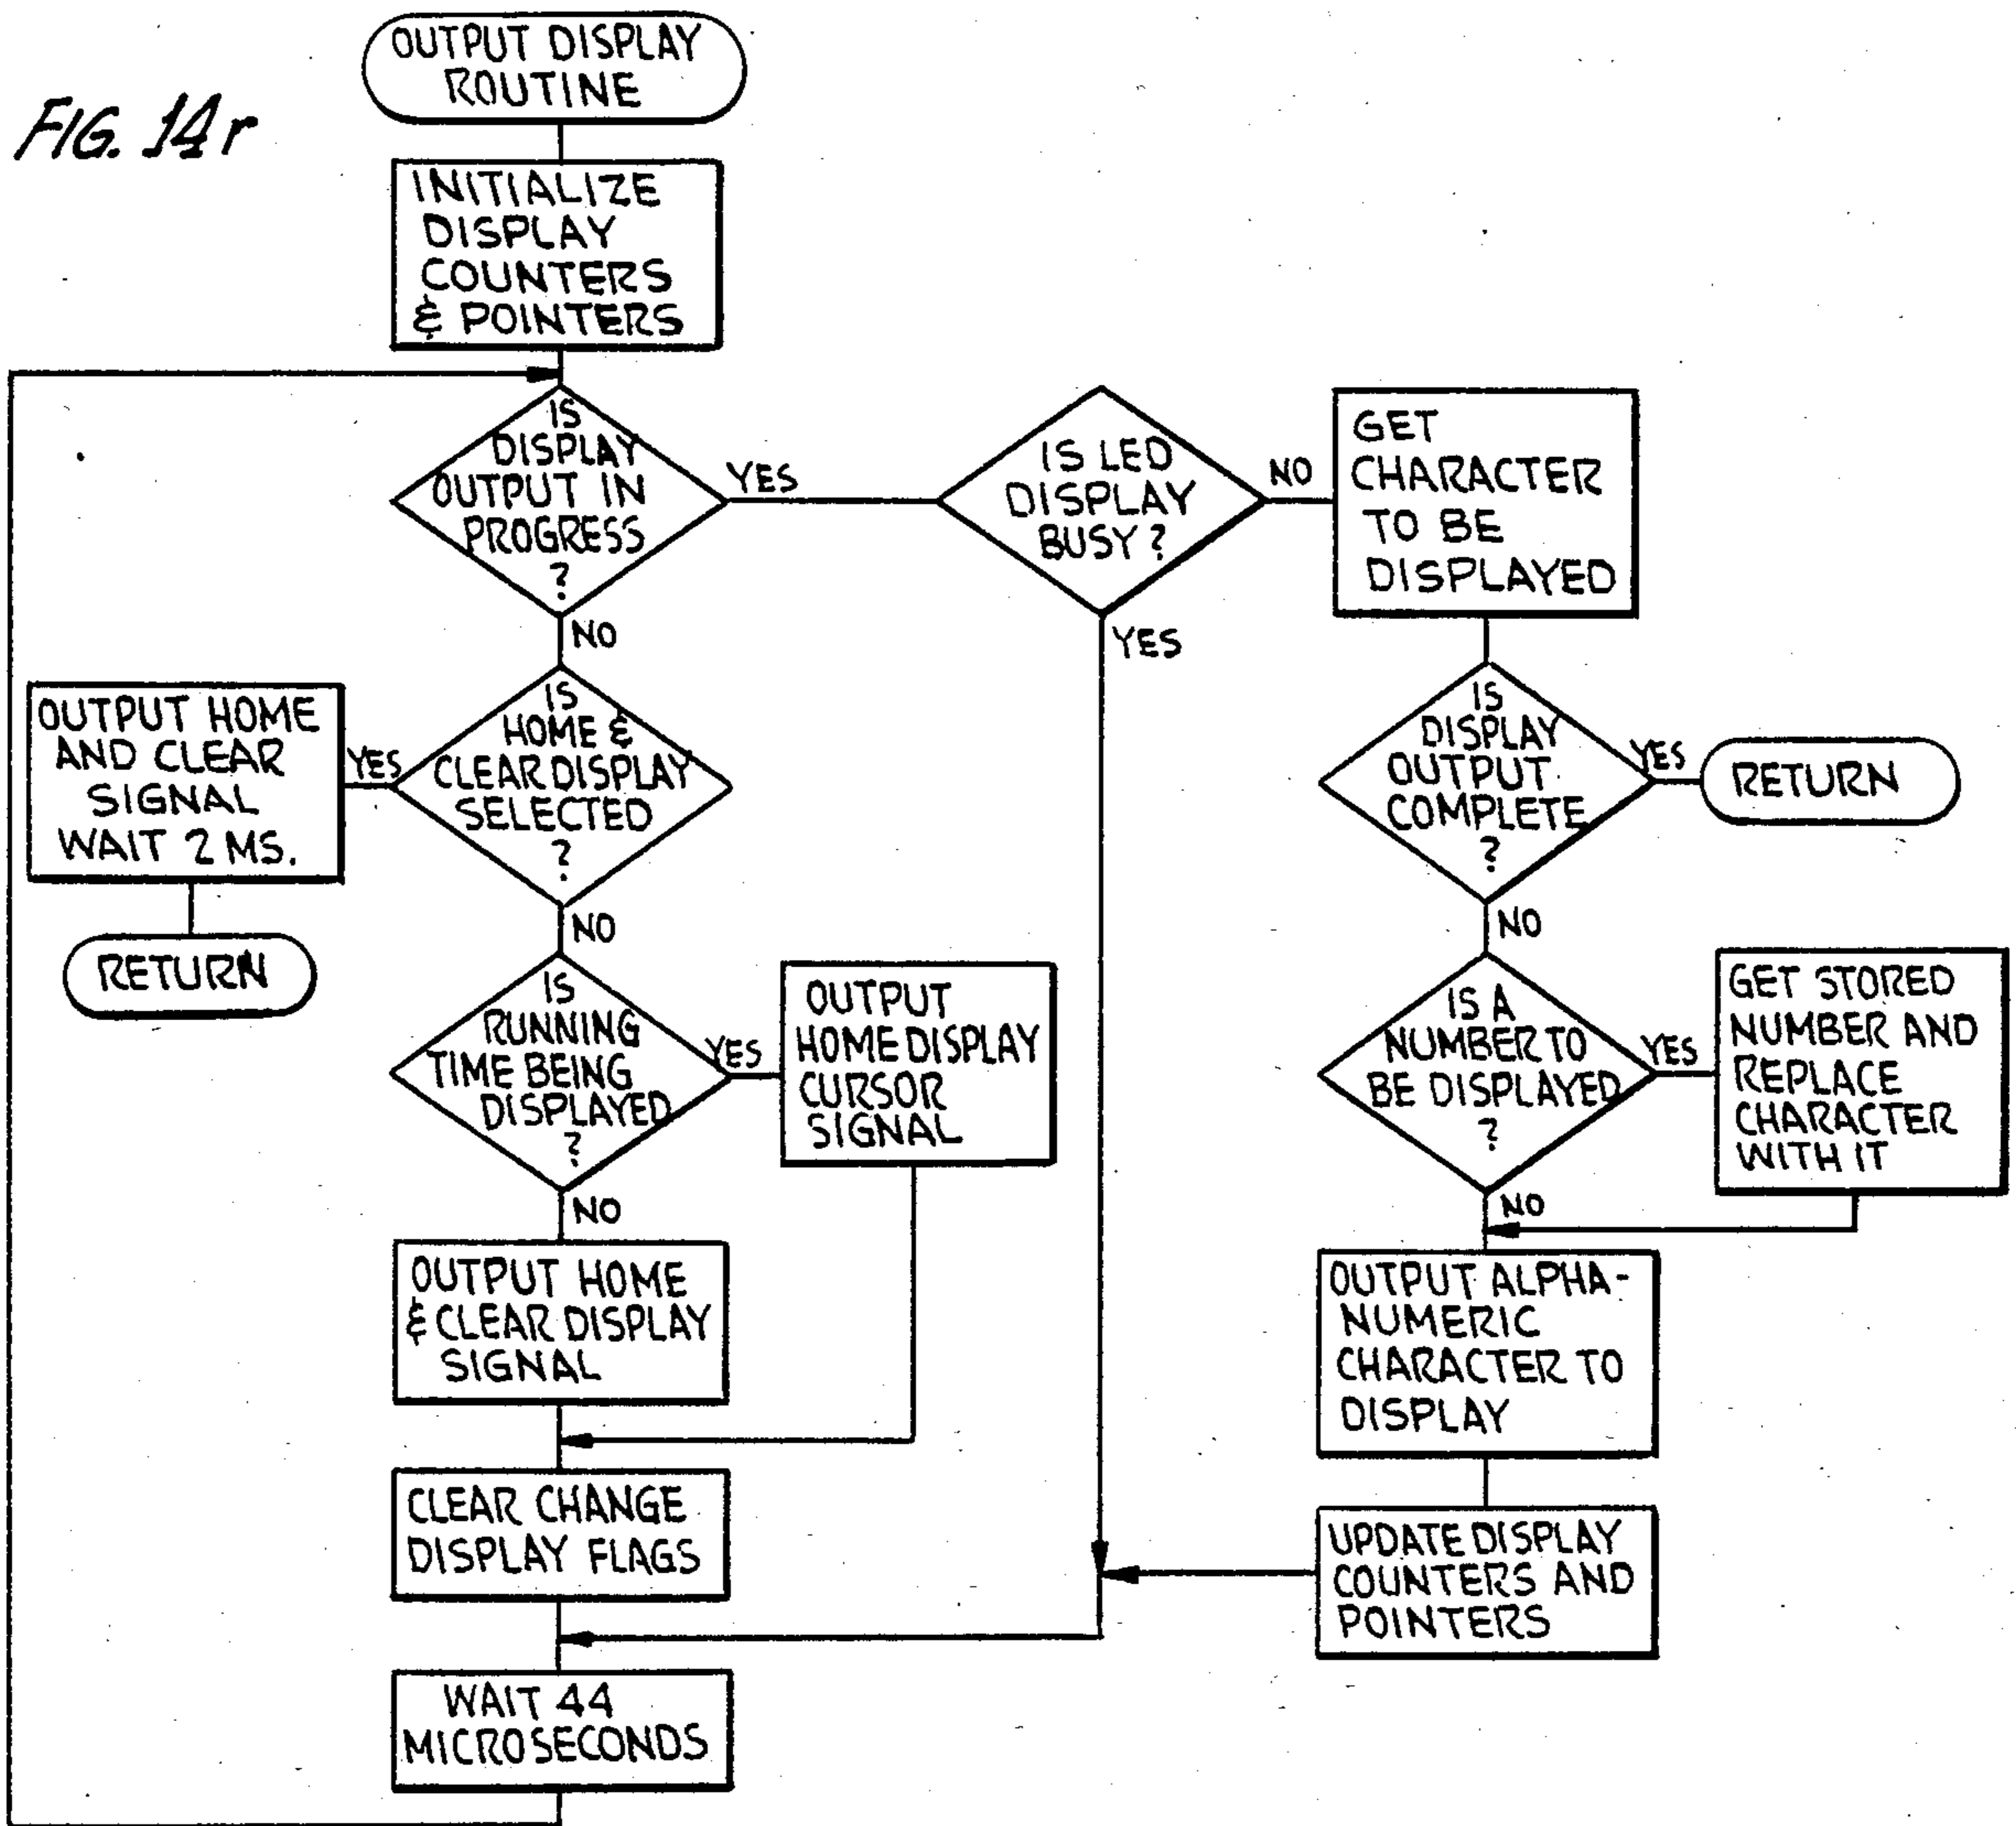 FIG. 14r
OUTPUT DISPLAY
ROUTINE
INITIALIZE
DISPLAY
COUNTERS
& POINTERS
IS
DISPLAY
OUTPUT IN
PROGRESS
?
YES
NO
IS LED
DISPLAY
BUSY?
NO
YES
GET
CHARACTER
TO BE
DISPLAYED
IS
HOME &
CLEAR DISPLAY
SELECTED
?
YES
NO
OUTPUT HOME
AND CLEAR
SIGNAL
WAIT 2 MS.
RETURN
IS
DISPLAY
OUTPUT
COMPLETE
?
YES
NO
RETURN
IS
RUNNING
TIME BEING
DISPLAYED
?
YES
NO
OUTPUT
HOME DISPLAY
CURSOR
SIGNAL
IS A
NUMBER TO
BE DISPLAYED
?
YES
NO
GET STORED
NUMBER AND
REPLACE
CHARACTER
WITH IT
OUTPUT HOME
& CLEAR DISPLAY
SIGNAL
OUTPUT ALPHA-
NUMERIC
CHARACTER TO
DISPLAY
CLEAR CHANGE
DISPLAY FLAGS
UPDATE DISPLAY
COUNTERS AND
POINTERS
WAIT 44
MICROSECONDS